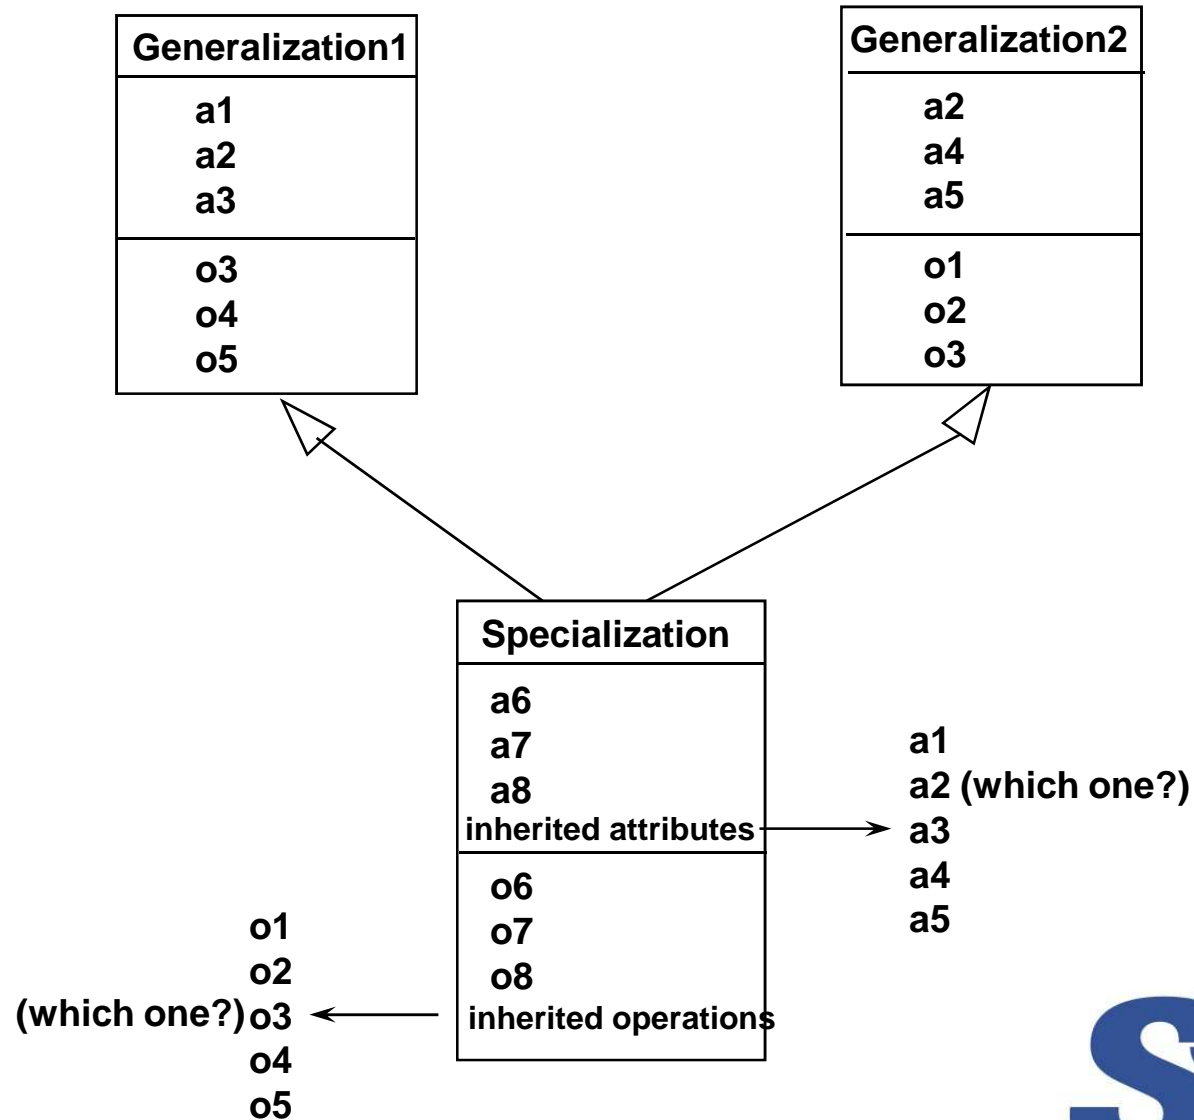 Generalization1
a1
a2
a3
o3
o4
o5
Generalization2
a2
a4
a5
o1
o2
o3
Specialization
a6
a7
a8
inherited attributes
o6
o7
o8
inherited operations
a1
a2 (which one?)
a3
a4
a5
o1
o2
(which one?) o3
o4
o5